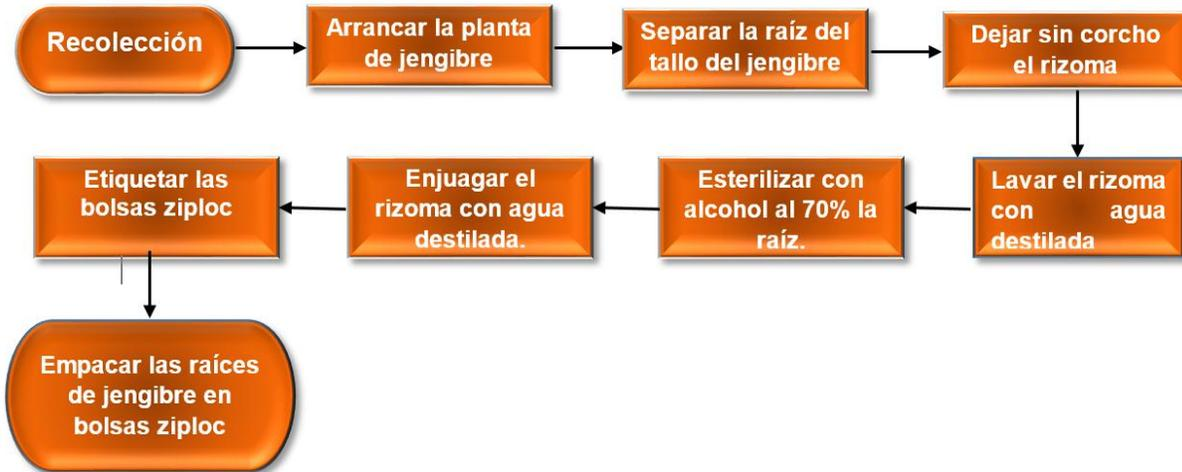 Recolección
Arrancar la planta
de jengibre
Separar la raíz del
tallo del jengibre
Dejar sin corcho
el rizoma
Lavar el rizoma
con agua
destilada
Esterilizar con
alcohol al 70% la
raíz.
Enjuagar el
rizoma con agua
destilada.
Etiquetar las
bolsas ziploc
Empacar las raíces
de jengibre en
bolsas ziploc